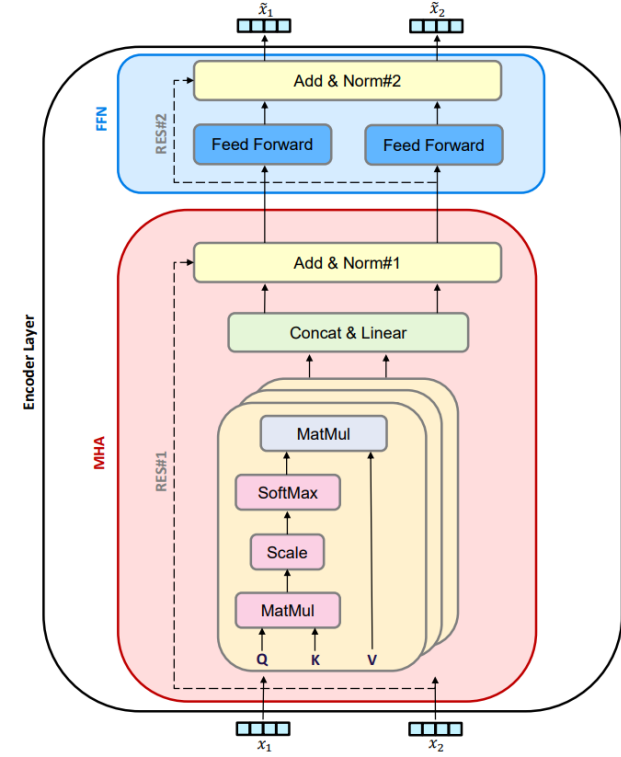 x̃₁
x̃₂
Add & Norm#2
FFN
RES#2
Feed Forward
Feed Forward
Add & Norm#1
Concat & Linear
Encoder Layer
MHA
RES#1
MatMul
SoftMax
Scale
MatMul
Q
K
V
x₁
x₂